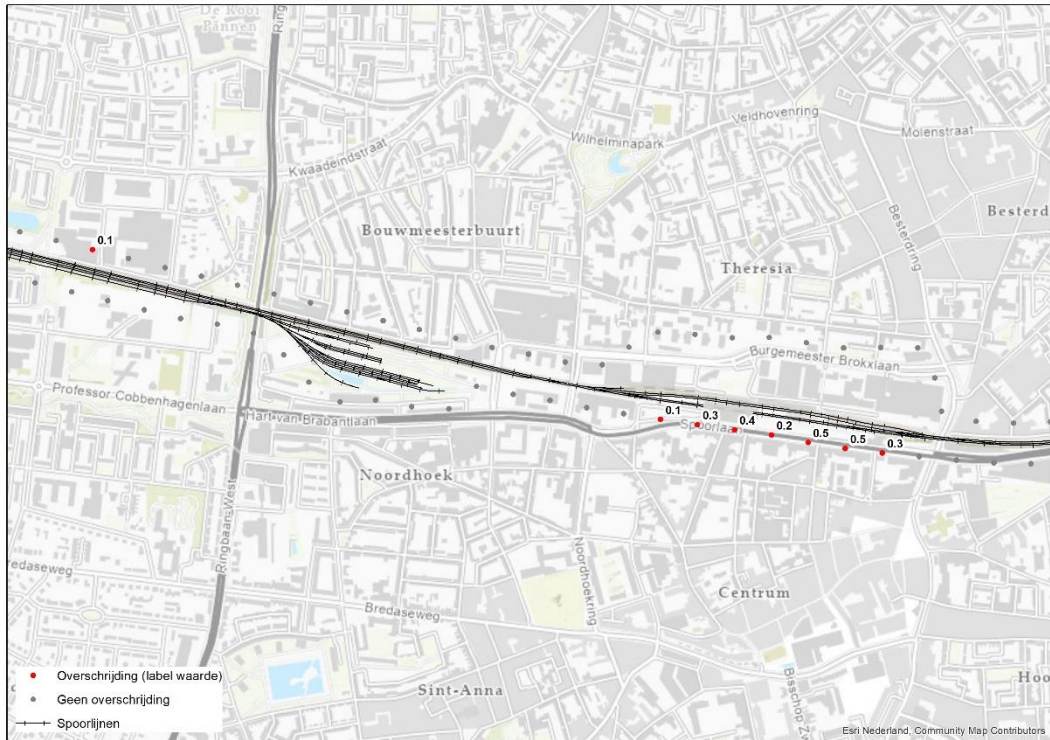 De Rooi
Pannen
Ring
Kwaadeindstraat
Wilhelminapark
Veldhovenring
Molenstraat
Besterdring
Besterd
Bouwmeesterbuurt
Theresia
0.1
Burgemeester Brokxlaan
Professor Cobbenhagenlaan
Hart van Brabantlaan
Spoorlaan
0.1
0.3
0.4
0.2
0.5
0.5
0.3
Noordhoek
Ringbaan-West
Noordhoekring
redaseweg
Bredaseweg
Centrum
Sint-Anna
Bisschop Zw
Hoo
Overschrijding (label waarde)
Geen overschrijding
Spoorlijnen
Esri Nederland, Community Map Contributors